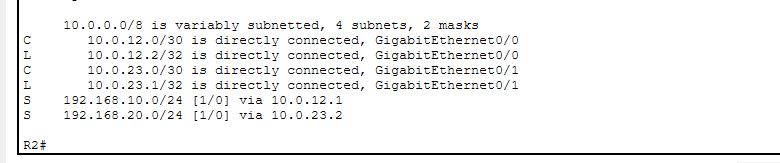 10.0.0.0/8 is variably subnetted, 4 subnets, 2 masks
C 10.0.12.0/30 is directly connected, GigabitEthernet0/0
L 10.0.12.2/32 is directly connected, GigabitEthernet0/0
C 10.0.23.0/30 is directly connected, GigabitEthernet0/1
L 10.0.23.1/32 is directly connected, GigabitEthernet0/1
S 192.168.10.0/24 [1/0] via 10.0.12.1
S 192.168.20.0/24 [1/0] via 10.0.23.2
R2#